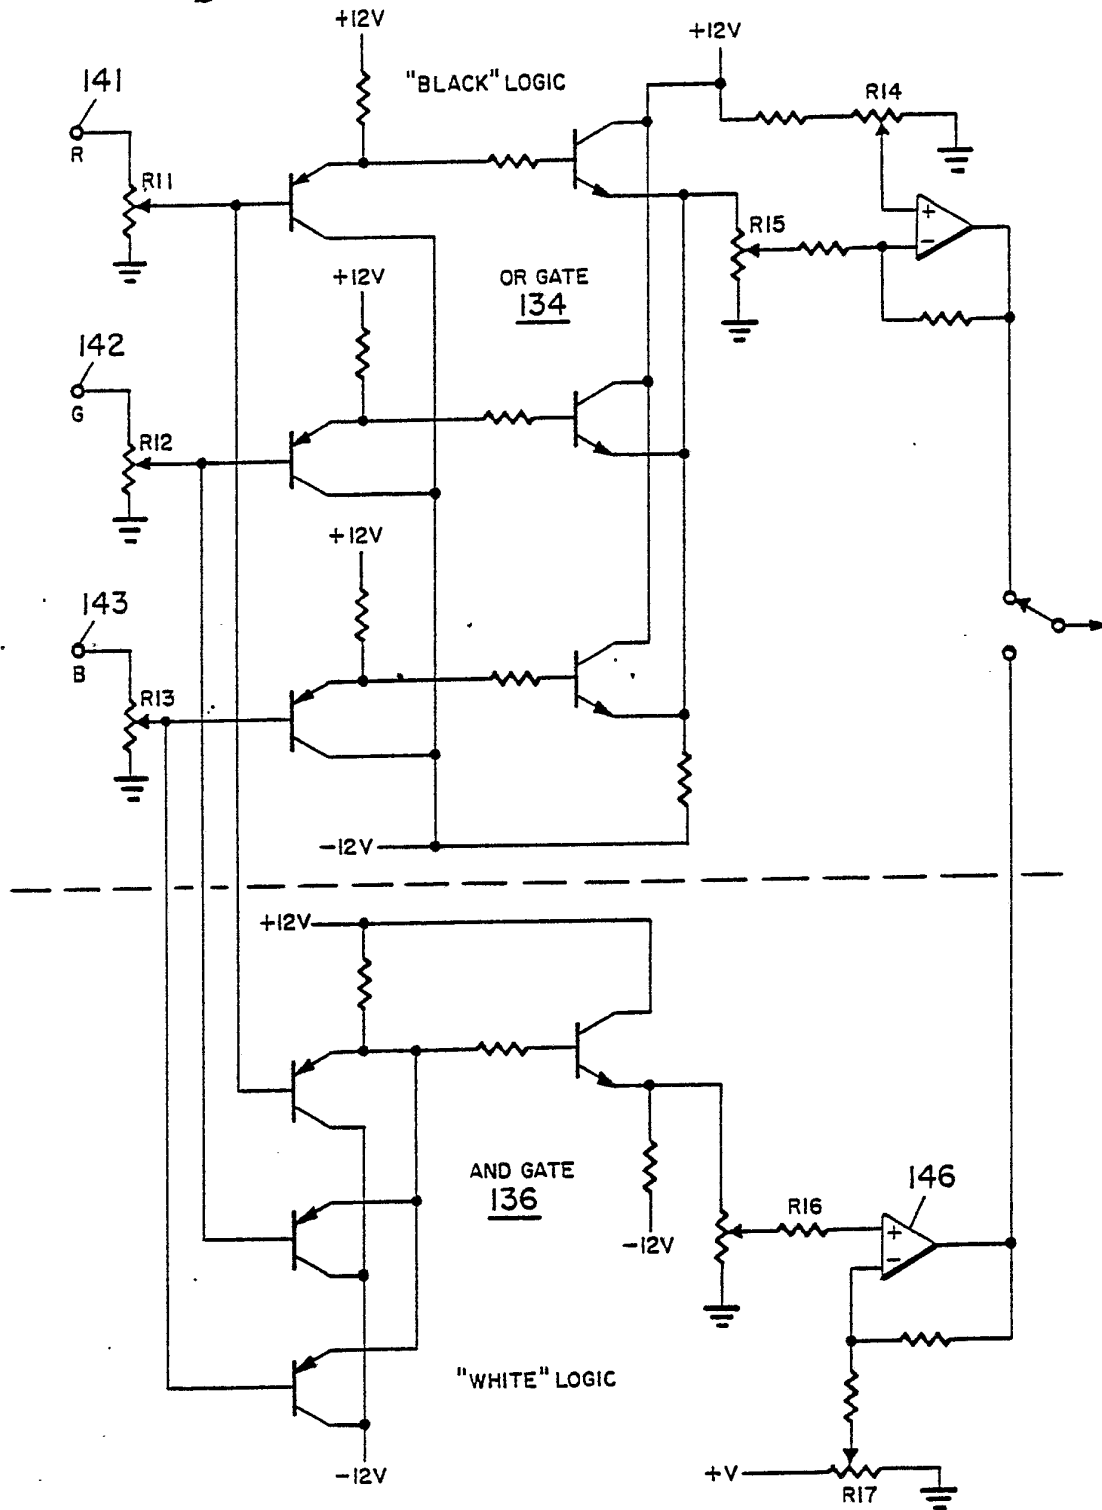 +12V
+12V
"BLACK" LOGIC
141
R
R14
R11
+
R15
−
+12V
OR GATE
134
142
G
R12
+12V
143
B
R13
−12V
+12V
AND GATE
136
146
R16
+
−12V
−
"WHITE" LOGIC
−12V
+V
R17